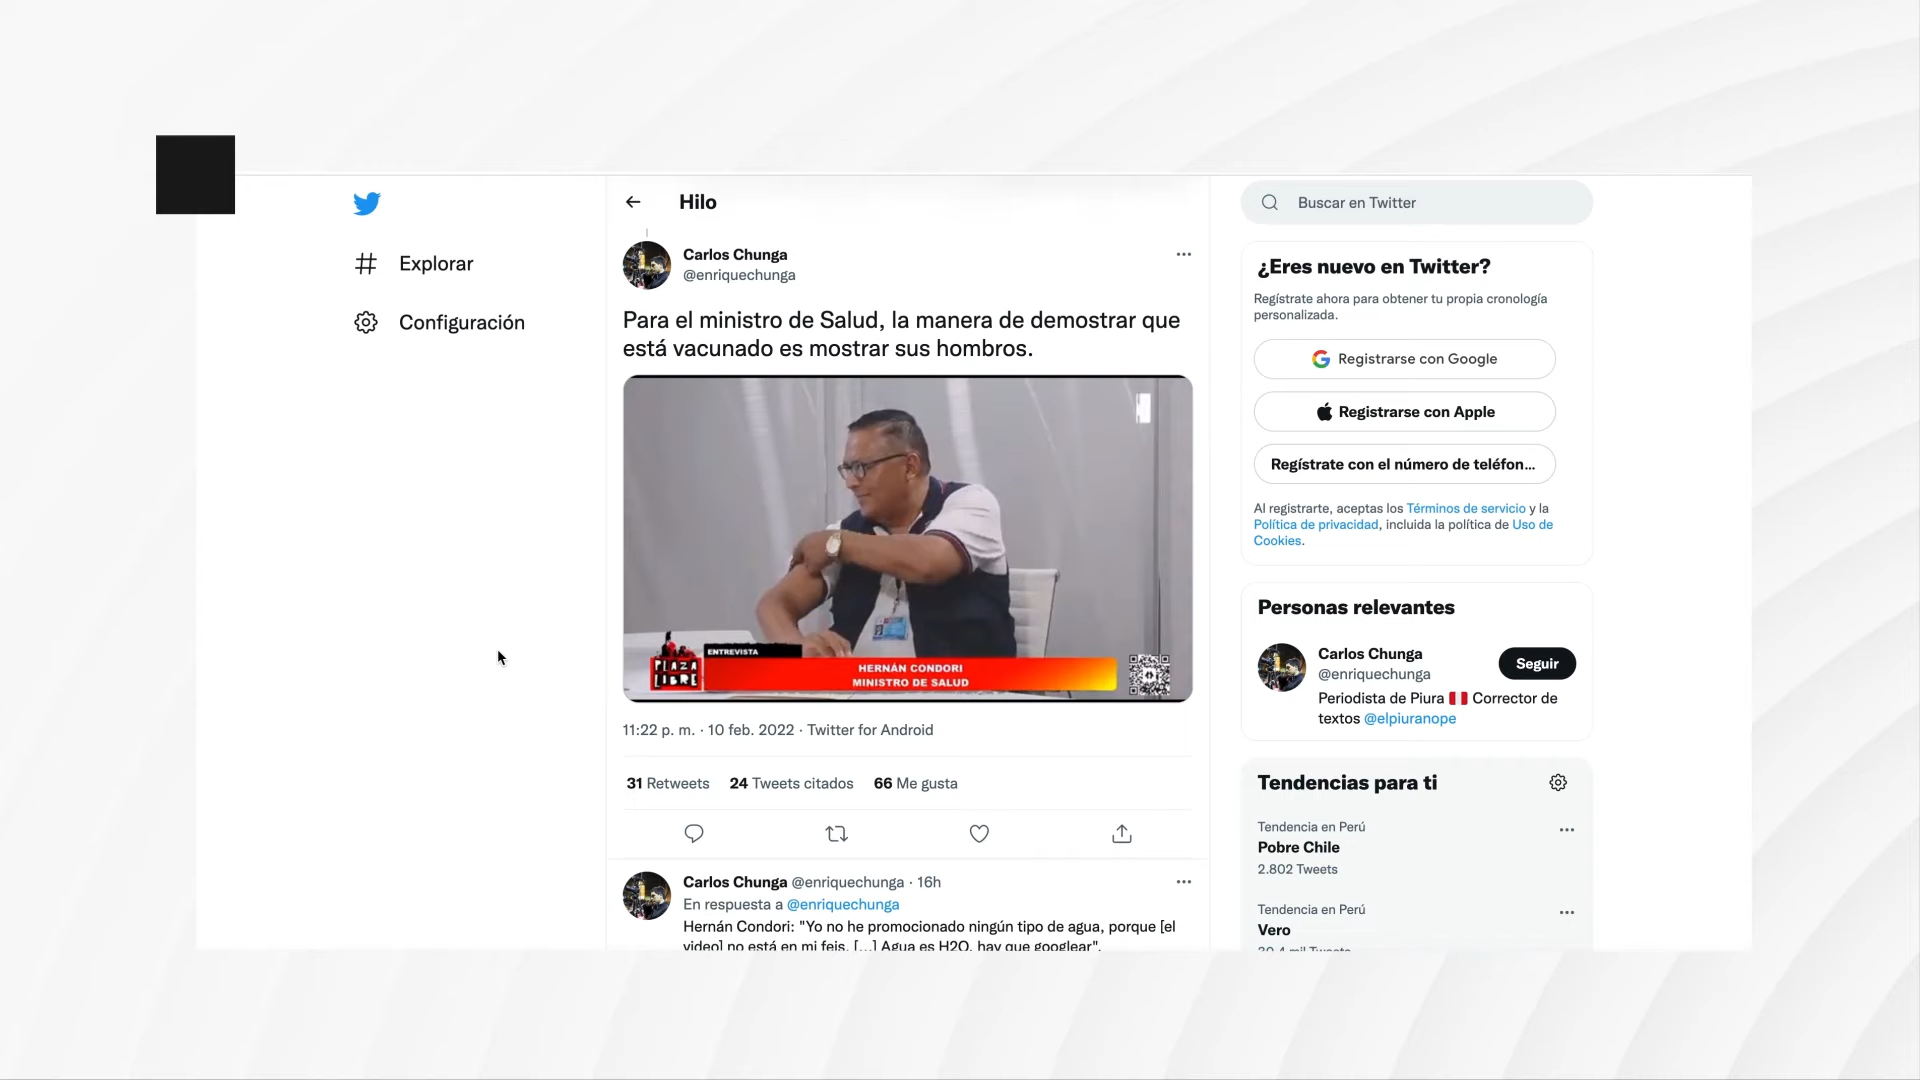 Explorar
Configuración
Hilo
Carlos Chunga
@enriquechunga
Para el ministro de Salud, la manera de demostrar que
está vacunado es mostrar sus hombros.
PLAZA
LIBRE
ENTREVISTA
HERNÁN CONDORI
MINISTRO DE SALUD
11:22 p. m. · 10 feb. 2022 · Twitter for Android
31 Retweets 24 Tweets citados 66 Me gusta
Carlos Chunga @enriquechunga · 16h
En respuesta a @enriquechunga
Hernán Condori: "Yo no he promocionado ningún tipo de agua, porque [el
video] no está en mi feis. [...] Agua es H2O, hay que googlear".
Buscar en Twitter
¿Eres nuevo en Twitter?
Regístrate ahora para obtener tu propia cronología
personalizada.
Registrarse con Google
Registrarse con Apple
Regístrate con el número de teléfon...
Al registrarte, aceptas los Términos de servicio y la
Política de privacidad, incluida la política de Uso de
Cookies.
Personas relevantes
Carlos Chunga
@enriquechunga
Seguir
Periodista de Piura 🇵🇪 Corrector de
textos @elpiuranope
Tendencias para ti
Tendencia en Perú
Pobre Chile
2.802 Tweets
Tendencia en Perú
Vero
30,4 mil Tweets